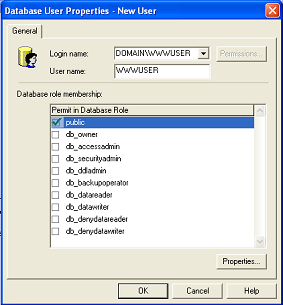 Database User Properties - New User
General
Login name: DOMAIN\WWWUSER Permissions...
User name: WWWUSER
Database role membership:
Permit in Database Role
public
db_owner
db_accessadmin
db_securityadmin
db_ddladmin
db_backupoperator
db_datareader
db_datawriter
db_denydatareader
db_denydatawriter
Properties...
OK Cancel Help